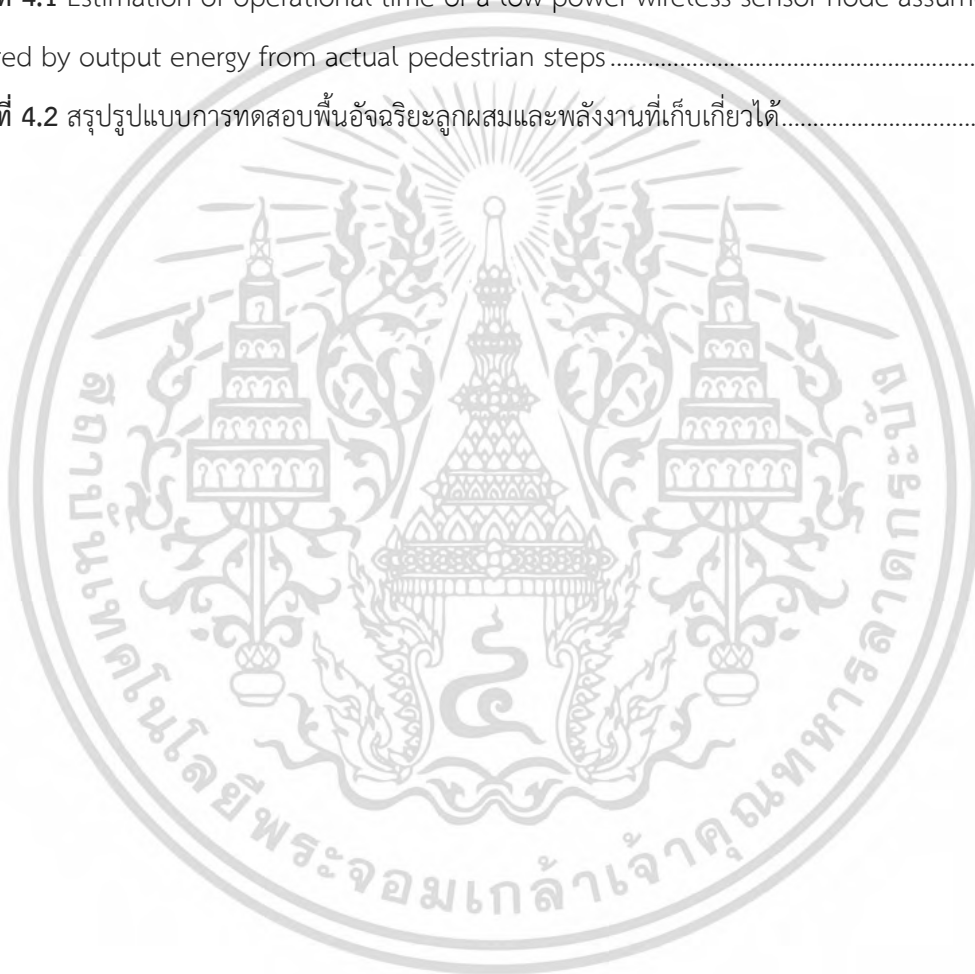 ที่ 4.1 Estimation of operational time of a low power wireless sensor node assum
ed by output energy from actual pedestrian steps
ที่ 4.2 สรุปรูปแบบการทดสอบพื้นอัจฉริยะลูกผสมและพลังงานที่เก็บเกี่ยวได้
สถาบันเทคโนโลยีพระจอมเกล้าเจ้าคุณทหารลาดกระบัง